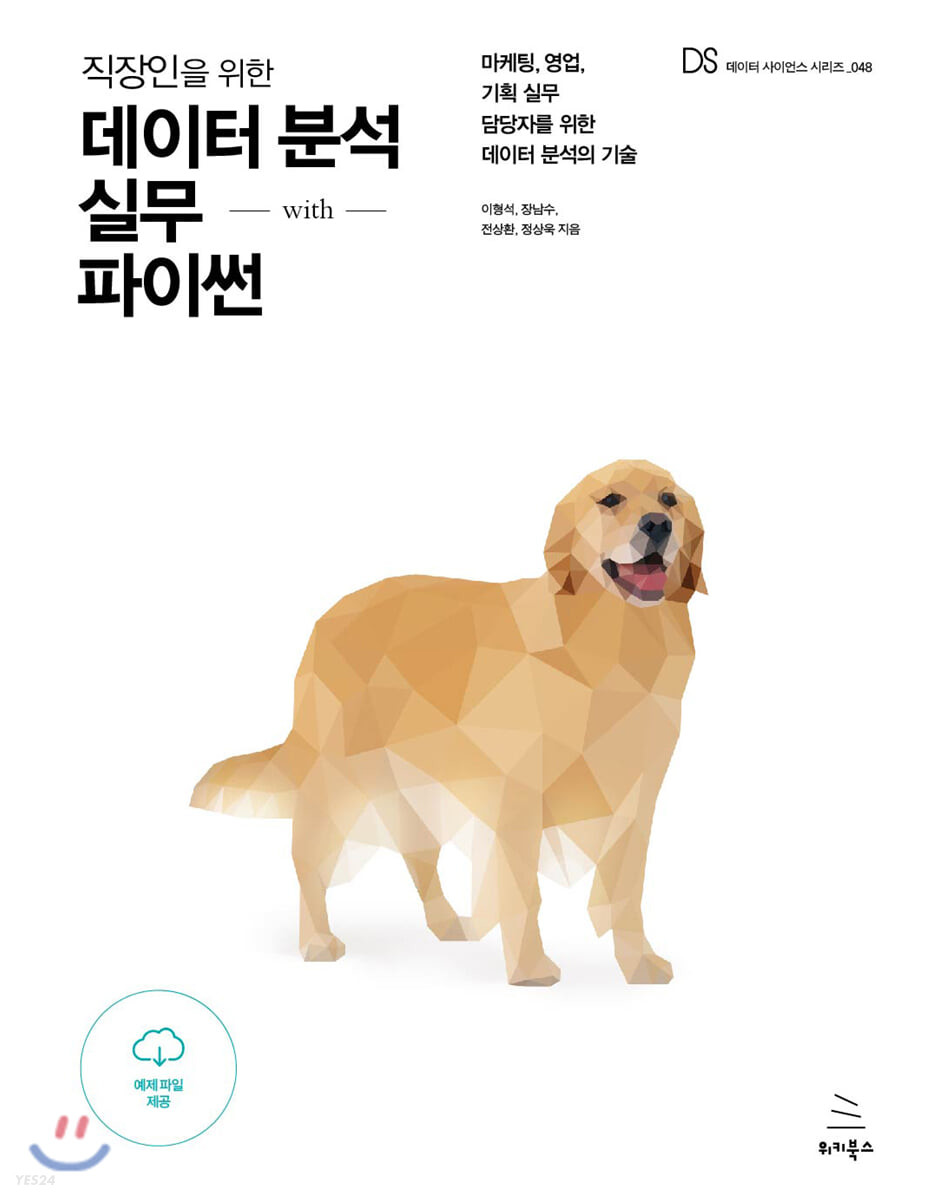 직장인을 위한
데이터 분석
실무 with
파이썬
마케팅, 영업,
기획 실무
담당자를 위한
데이터 분석의 기술
이형석, 장남수,
전상환, 정상욱 지음
DS 데이터 사이언스 시리즈_048
예제 파일
제공
위키북스
YES24